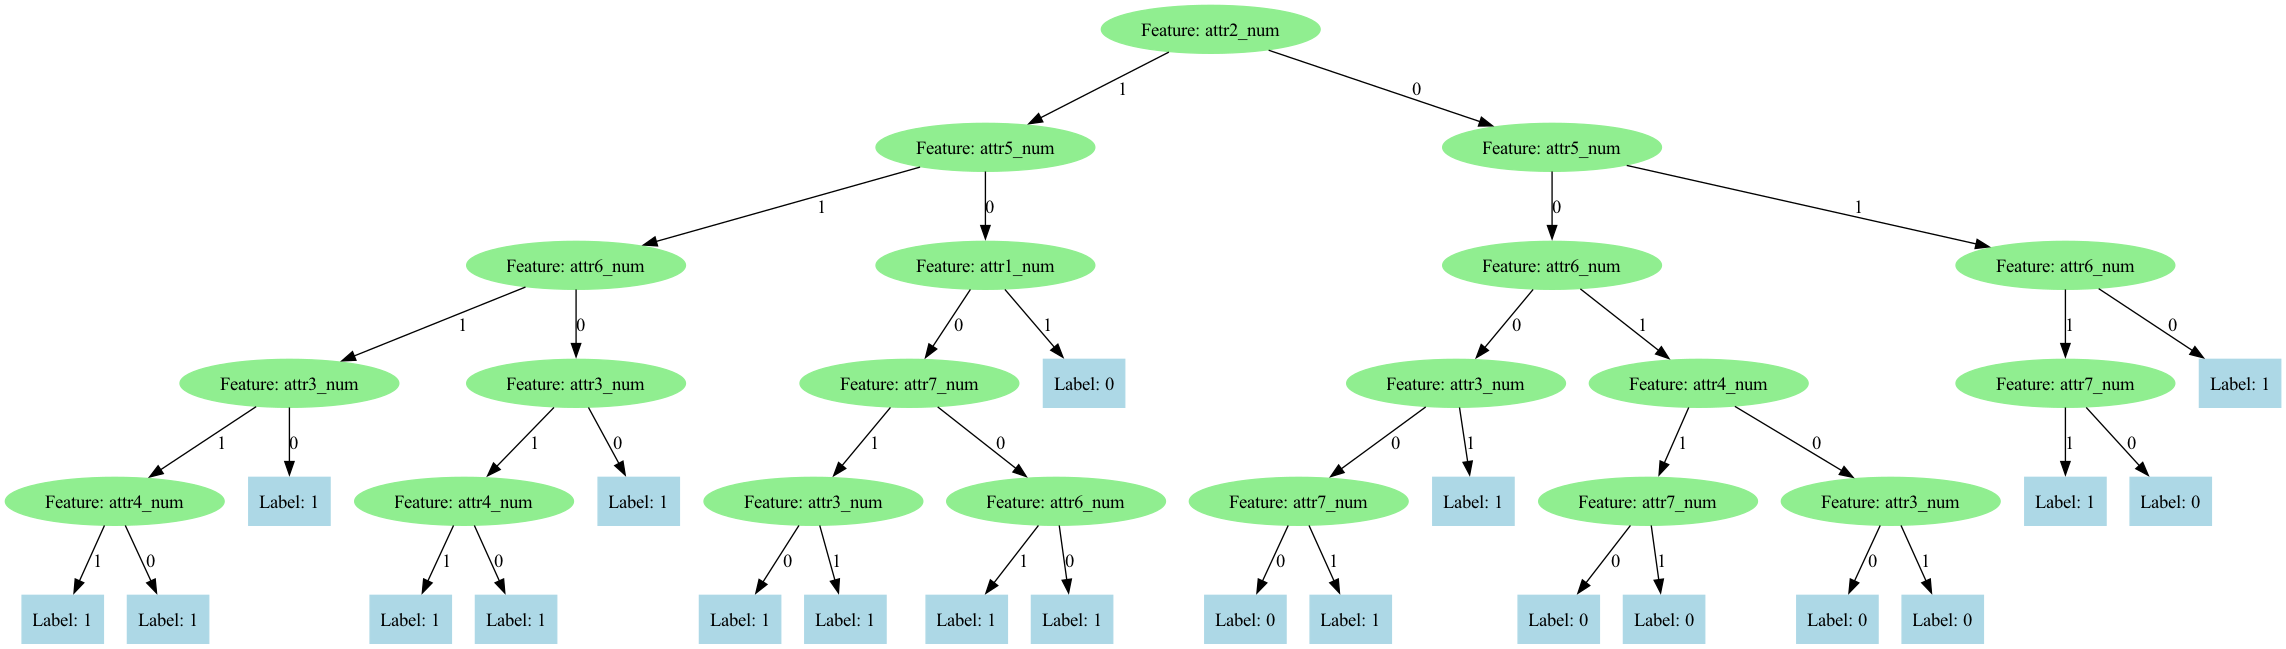 Feature: attr2_num
1
0
Feature: attr5_num
Feature: attr5_num
1
0
0
1
Feature: attr6_num
Feature: attr1_num
Feature: attr6_num
Feature: attr6_num
1
0
0
1
0
1
1
0
Feature: attr3_num
Feature: attr3_num
Feature: attr7_num
Label: 0
Feature: attr3_num
Feature: attr4_num
Feature: attr7_num
Label: 1
1
0
1
0
1
0
0
1
1
0
1
0
Feature: attr4_num
Label: 1
Feature: attr4_num
Label: 1
Feature: attr3_num
Feature: attr6_num
Feature: attr7_num
Label: 1
Feature: attr7_num
Feature: attr3_num
Label: 1
Label: 0
1
0
1
0
0
1
1
0
0
1
0
1
0
1
Label: 1
Label: 1
Label: 1
Label: 1
Label: 1
Label: 1
Label: 1
Label: 1
Label: 0
Label: 1
Label: 0
Label: 0
Label: 0
Label: 0